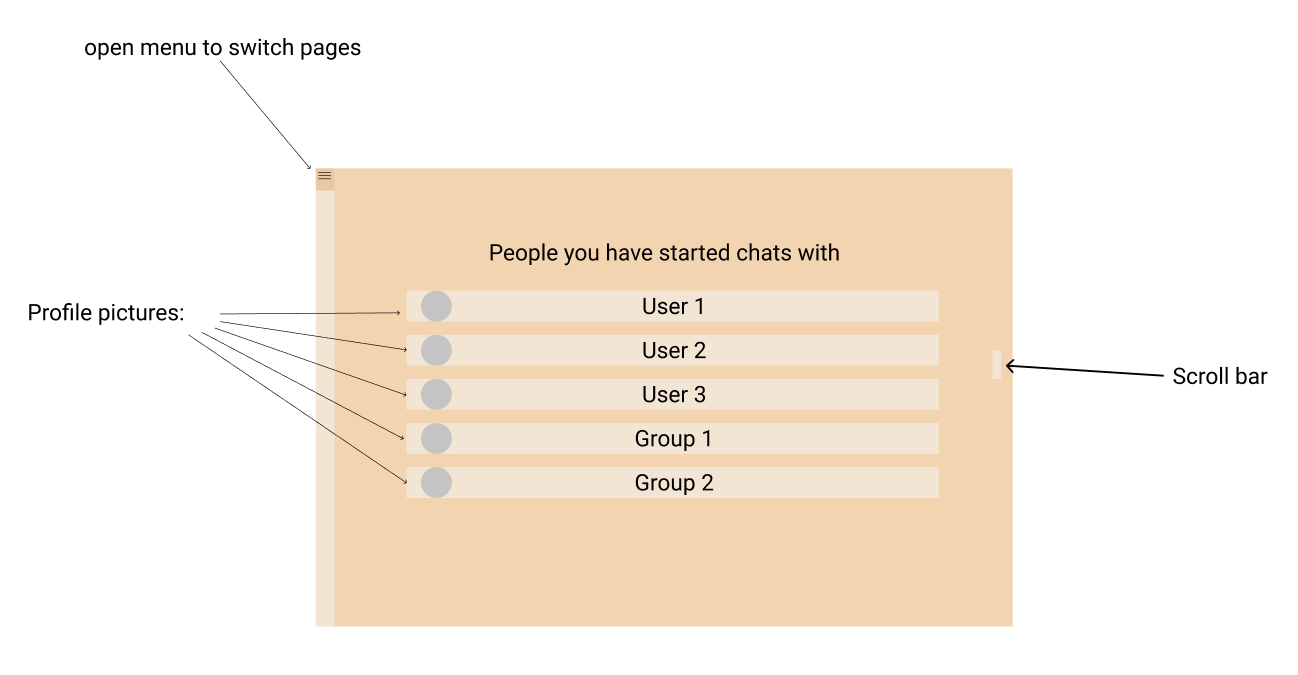 open menu to switch pages
People you have started chats with
Profile pictures:
User 1
User 2
User 3
Scroll bar
Group 1
Group 2